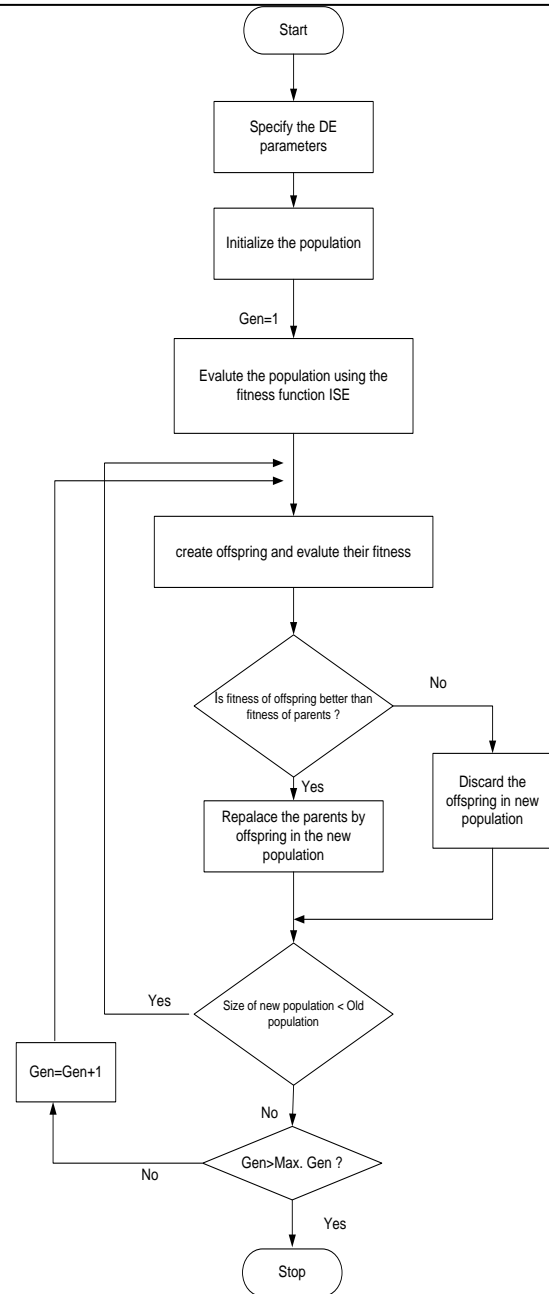 Start
Specify the DE
parameters
Initialize the population
Gen=1
Evalute the population using the
fitness function ISE
create offspring and evaluate their fitness
Is fitness of offspring better than
fitness of parents ?
No
Yes
Discard the
offspring in new
population
Repalace the parents by
offspring in the new
population
Yes
Size of new population < Old
population
Gen=Gen+1
No
Gen>Max. Gen ?
No
Yes
Stop